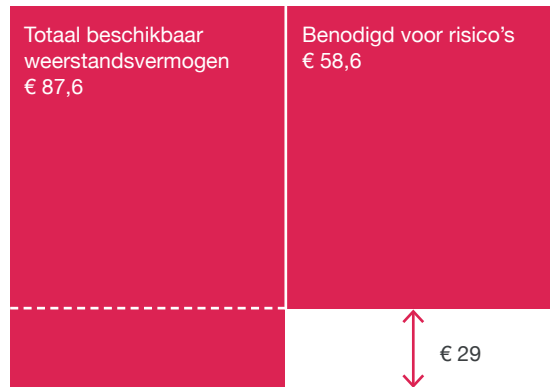 Totaal beschikbaar
weerstandsvermogen
€ 87,6
Benodigd voor risico’s
€ 58,6
€ 29